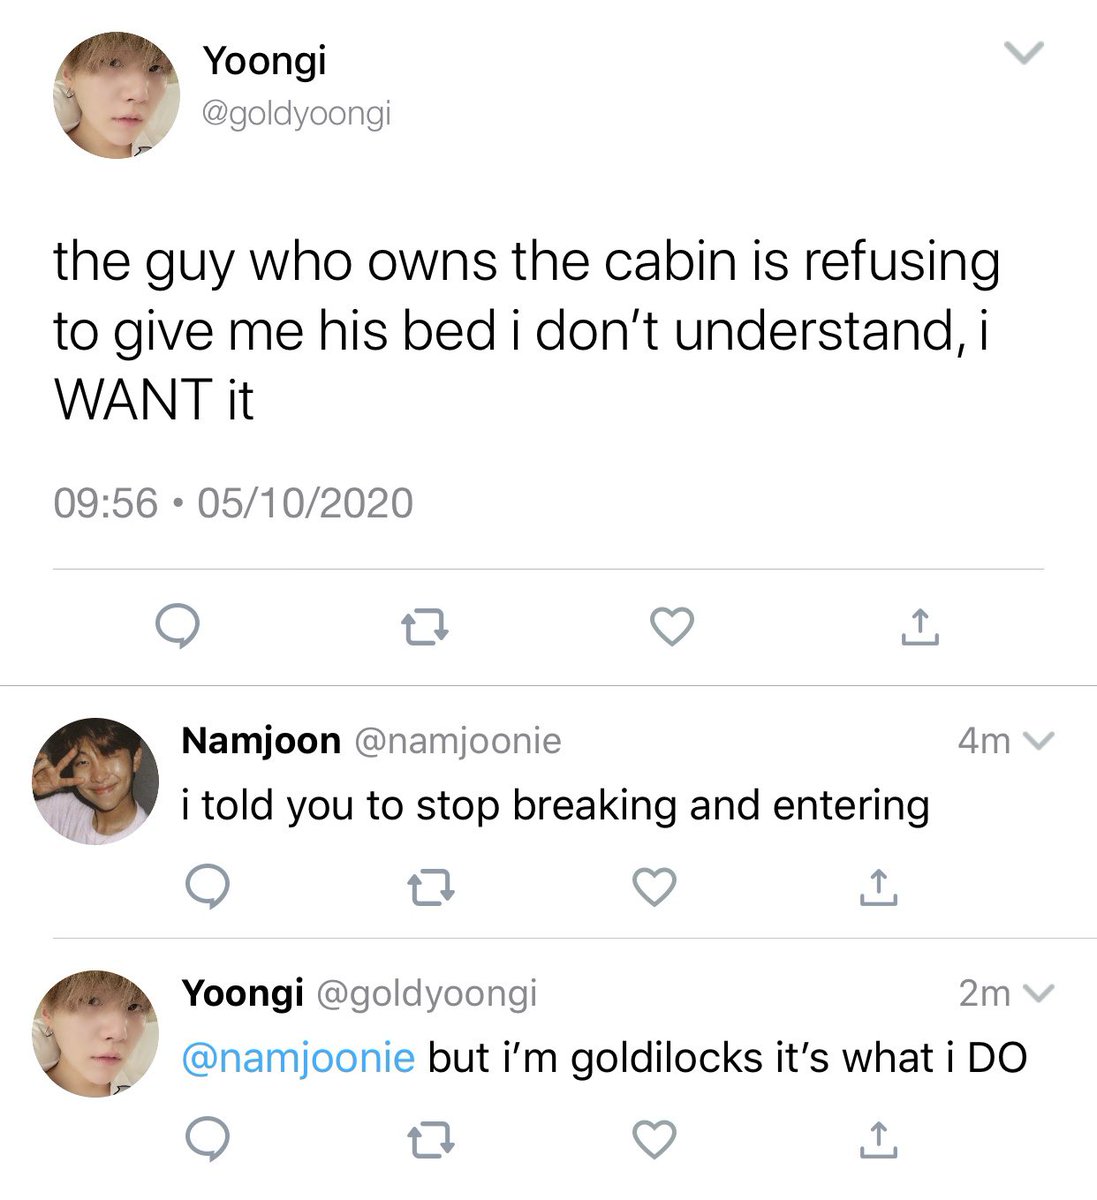 Yoongi
@goldyoongi
the guy who owns the cabin is refusing
to give me his bed i don’t understand, i
WANT it
09:56 • 05/10/2020
Namjoon @namjoonie 4m
i told you to stop breaking and entering
Yoongi @goldyoongi 2m
@namjoonie but i’m goldilocks it’s what i DO